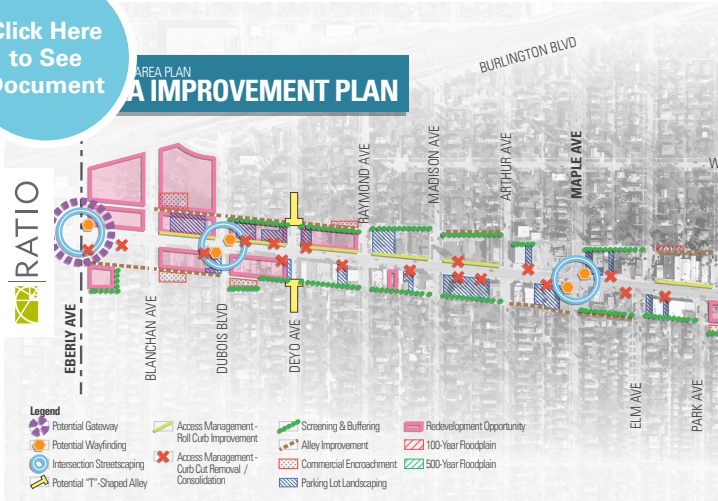 Click Here
to See
Document
AREA PLAN
A IMPROVEMENT PLAN
BURLINGTON BLVD
RATIO
EBERLY AVE
BLANCHAN AVE
DUBOIS BLVD
DEYO AVE
RAYMOND AVE
MADISON AVE
ARTHUR AVE
MAPLE AVE
W
ELM AVE
PARK AVE
Legend
Potential Gateway
Potential Wayfinding
Intersection Streetscaping
Potential "T"-Shaped Alley
Access Management -
Roll Curb Improvement
Access Management -
Curb Cut Removal /
Consolidation
Screening & Buffering
Alley Improvement
Commercial Encroachment
Parking Lot Landscaping
Redevelopment Opportunity
100-Year Floodplain
500-Year Floodplain